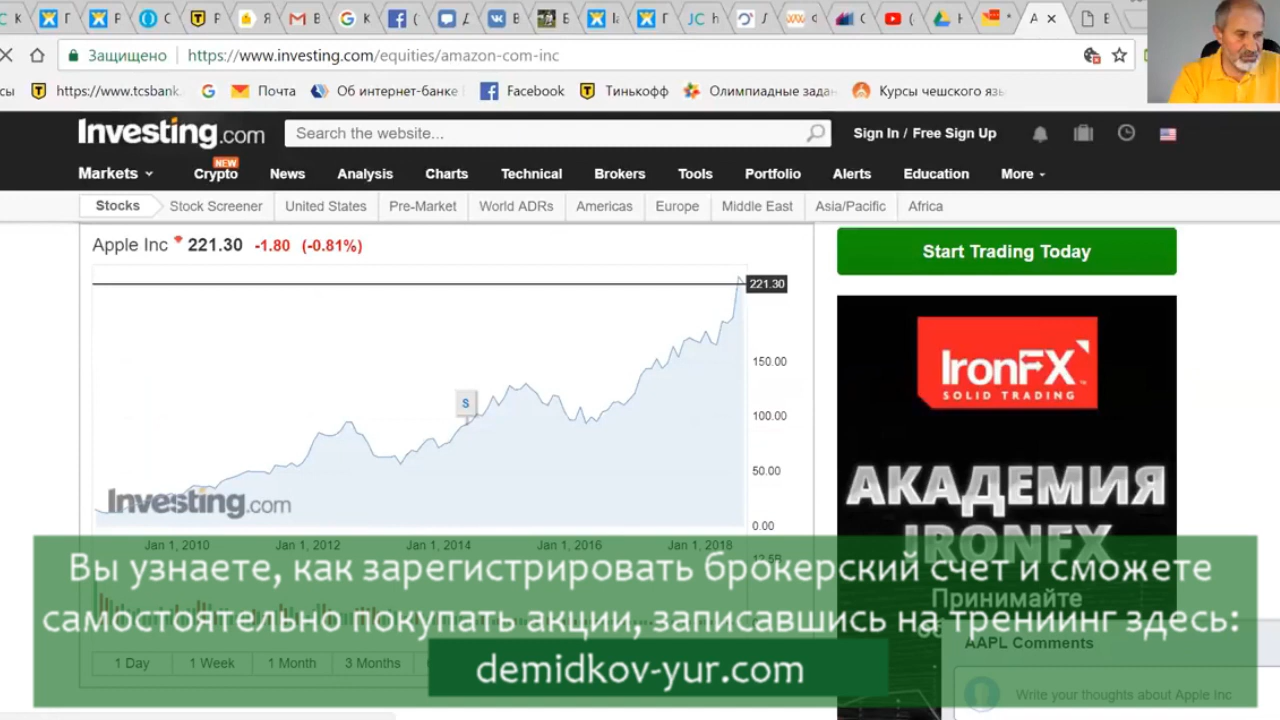 Защищено
https://www.investing.com/equities/amazon-com-inc
https://www.tcsbank.
Почта
Об интернет-банке
Facebook
Тинькофф
Олимпиадные зада
Курсы чешского яз
Investing.com
Search the website...
Sign In / Free Sign Up
Markets
NEW
Crypto
News
Analysis
Charts
Technical
Brokers
Tools
Portfolio
Alerts
Education
More
Stocks
Stock Screener
United States
Pre-Market
World ADRs
Americas
Europe
Middle East
Asia/Pacific
Africa
Apple Inc 221.30 -1.80 (-0.81%)
Start Trading Today
221.30
150.00
100.00
50.00
0.00
S
Investing.com
Jan 1, 2010
Jan 1, 2012
Jan 1, 2014
Jan 1, 2016
Jan 1, 2018
IronFX
SOLID TRADING
АКАДЕМИЯ
IRONFX
Принимайте
Вы узнаете, как зарегистрировать брокерский счет и сможете
самостоятельно покупать акции, записавшись на трениинг здесь:
demidkov-yur.com
1 Day
1 Week
1 Month
3 Months
AAPL Comments
Write your thoughts about Apple Inc